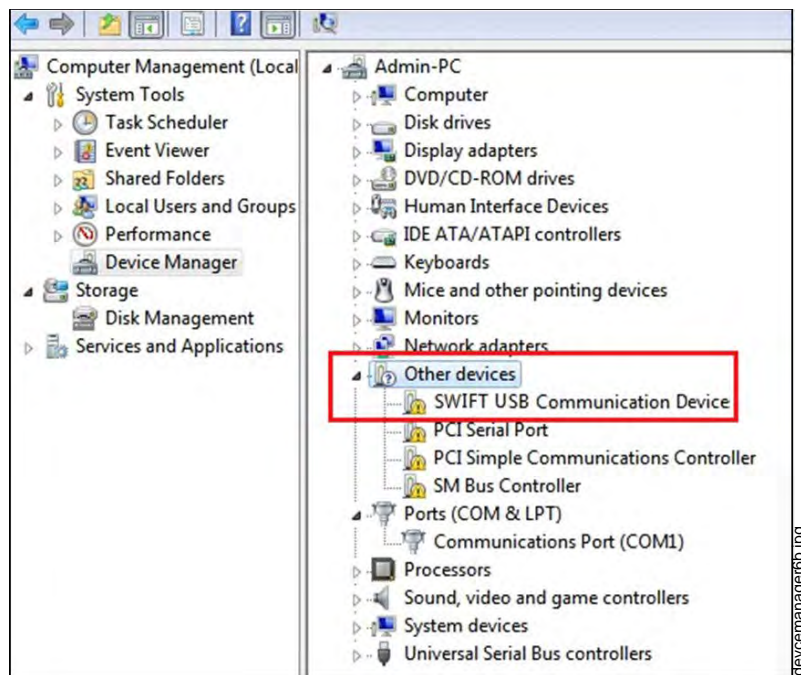 Computer Management (Local
System Tools
Task Scheduler
Event Viewer
Shared Folders
Local Users and Groups
Performance
Device Manager
Storage
Disk Management
Services and Applications
Admin-PC
Computer
Disk drives
Display adapters
DVD/CD-ROM drives
Human Interface Devices
IDE ATA/ATAPI controllers
Keyboards
Mice and other pointing devices
Monitors
Network adapters
Other devices
SWIFT USB Communication Device
PCI Serial Port
PCI Simple Communications Controller
SM Bus Controller
Ports (COM & LPT)
Communications Port (COM1)
Processors
Sound, video and game controllers
System devices
Universal Serial Bus controllers
devcemanager6b.jpg